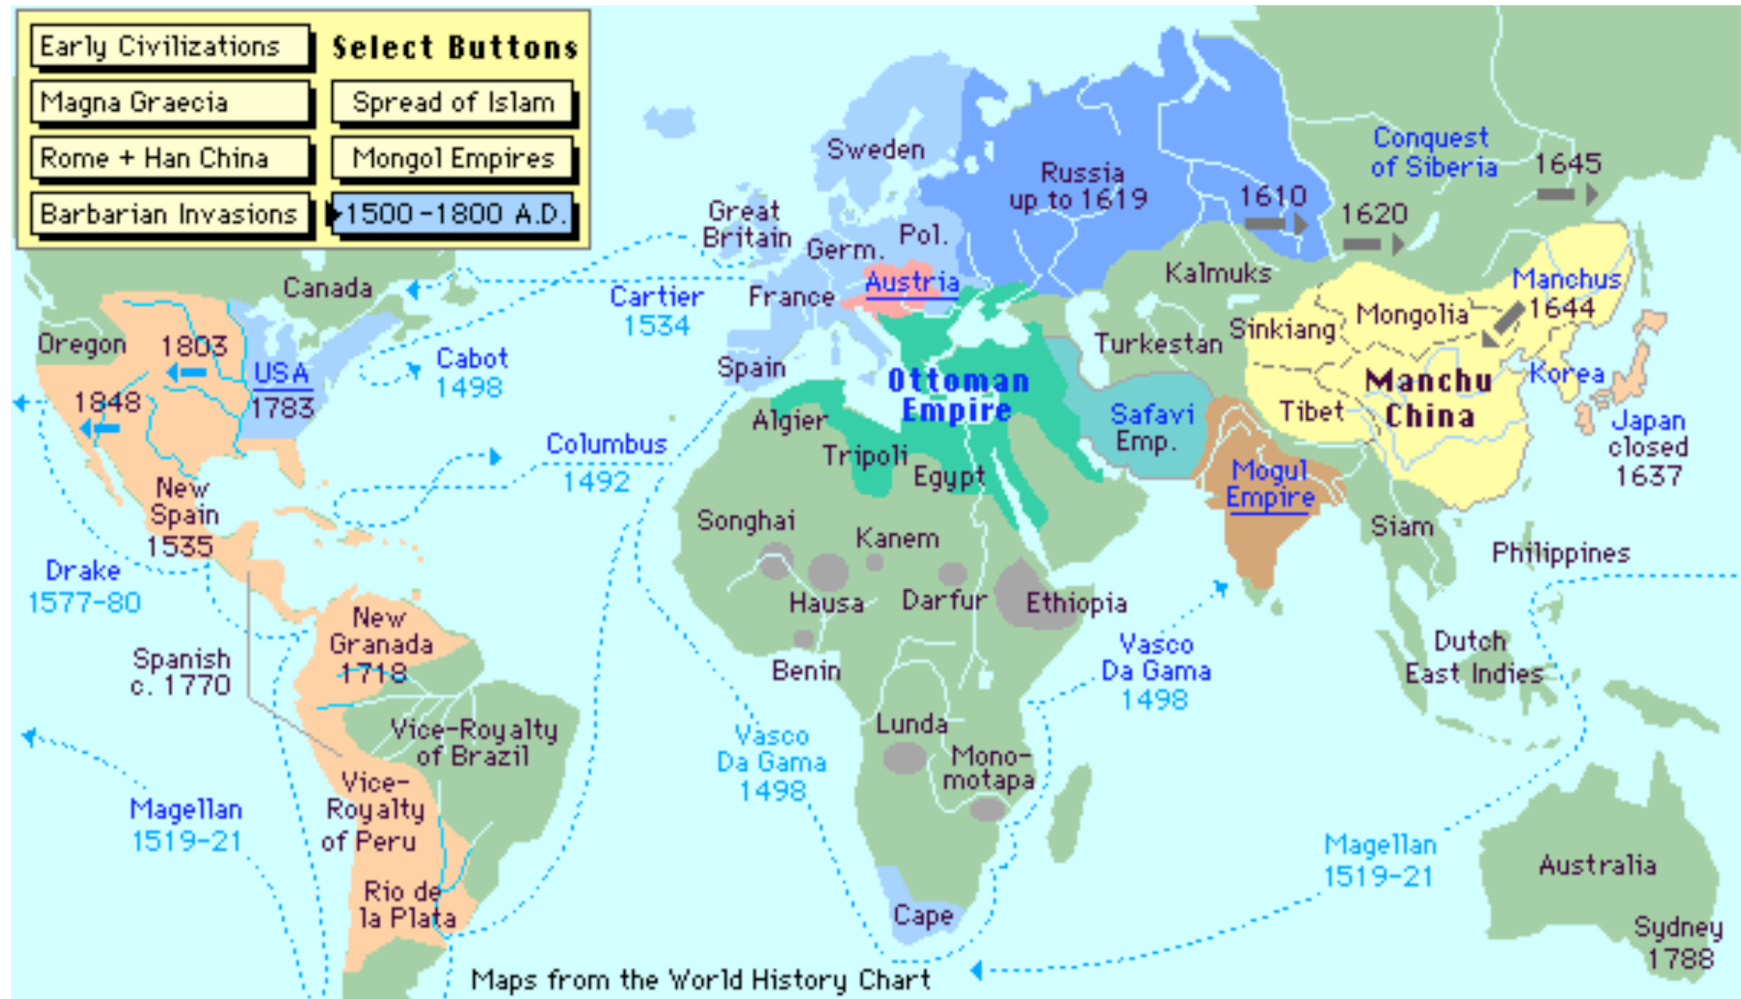 Early Civilizations
Select Buttons
Magna Graecia
Spread of Islam
Rome + Han China
Mongol Empires
Barbarian Invasions
1500-1800 A.D.
Canada
Oregon
1803
1848
USA
1783
New
Spain
1535
Drake
1577-80
Cartier
1534
Cabot
1498
Columbus
1492
New
Granada
1718
Spanish
c. 1770
Vice-Royalty
of Brazil
Vice-
Royalty
of Peru
Rio de
la Plata
Magellan
1519-21
Sweden
Great
Britain
Germ.
Pol.
France
Austria
Spain
Russia
up to 1619
1610
1620
1645
Conquest
of Siberia
Kalmuks
Turkestan
Sinkiang
Mongolia
Manchus
1644
Korea
Manchu
China
Tibet
Japan
closed
1637
Ottoman
Empire
Safavi
Emp.
Mogul
Empire
Algier
Tripoli
Egypt
Songhai
Kanem
Hausa
Darfur
Ethiopia
Benin
Lunda
Mono-
motapa
Cape
Vasco
Da Gama
1498
Vasco
Da Gama
1498
Siam
Philippines
Dutch
East Indies
Magellan
1519-21
Australia
Sydney
1788
Maps from the World History Chart